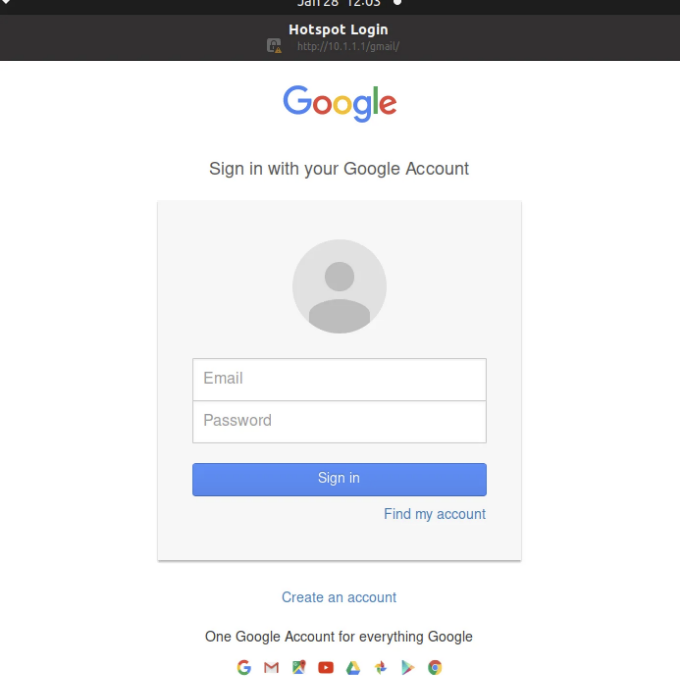 Jan 28 12:03
Hotspot Login
http://10.1.1.1/gmail/
Google
Sign in with your Google Account
Email
Password
Sign in
Find my account
Create an account
One Google Account for everything Google